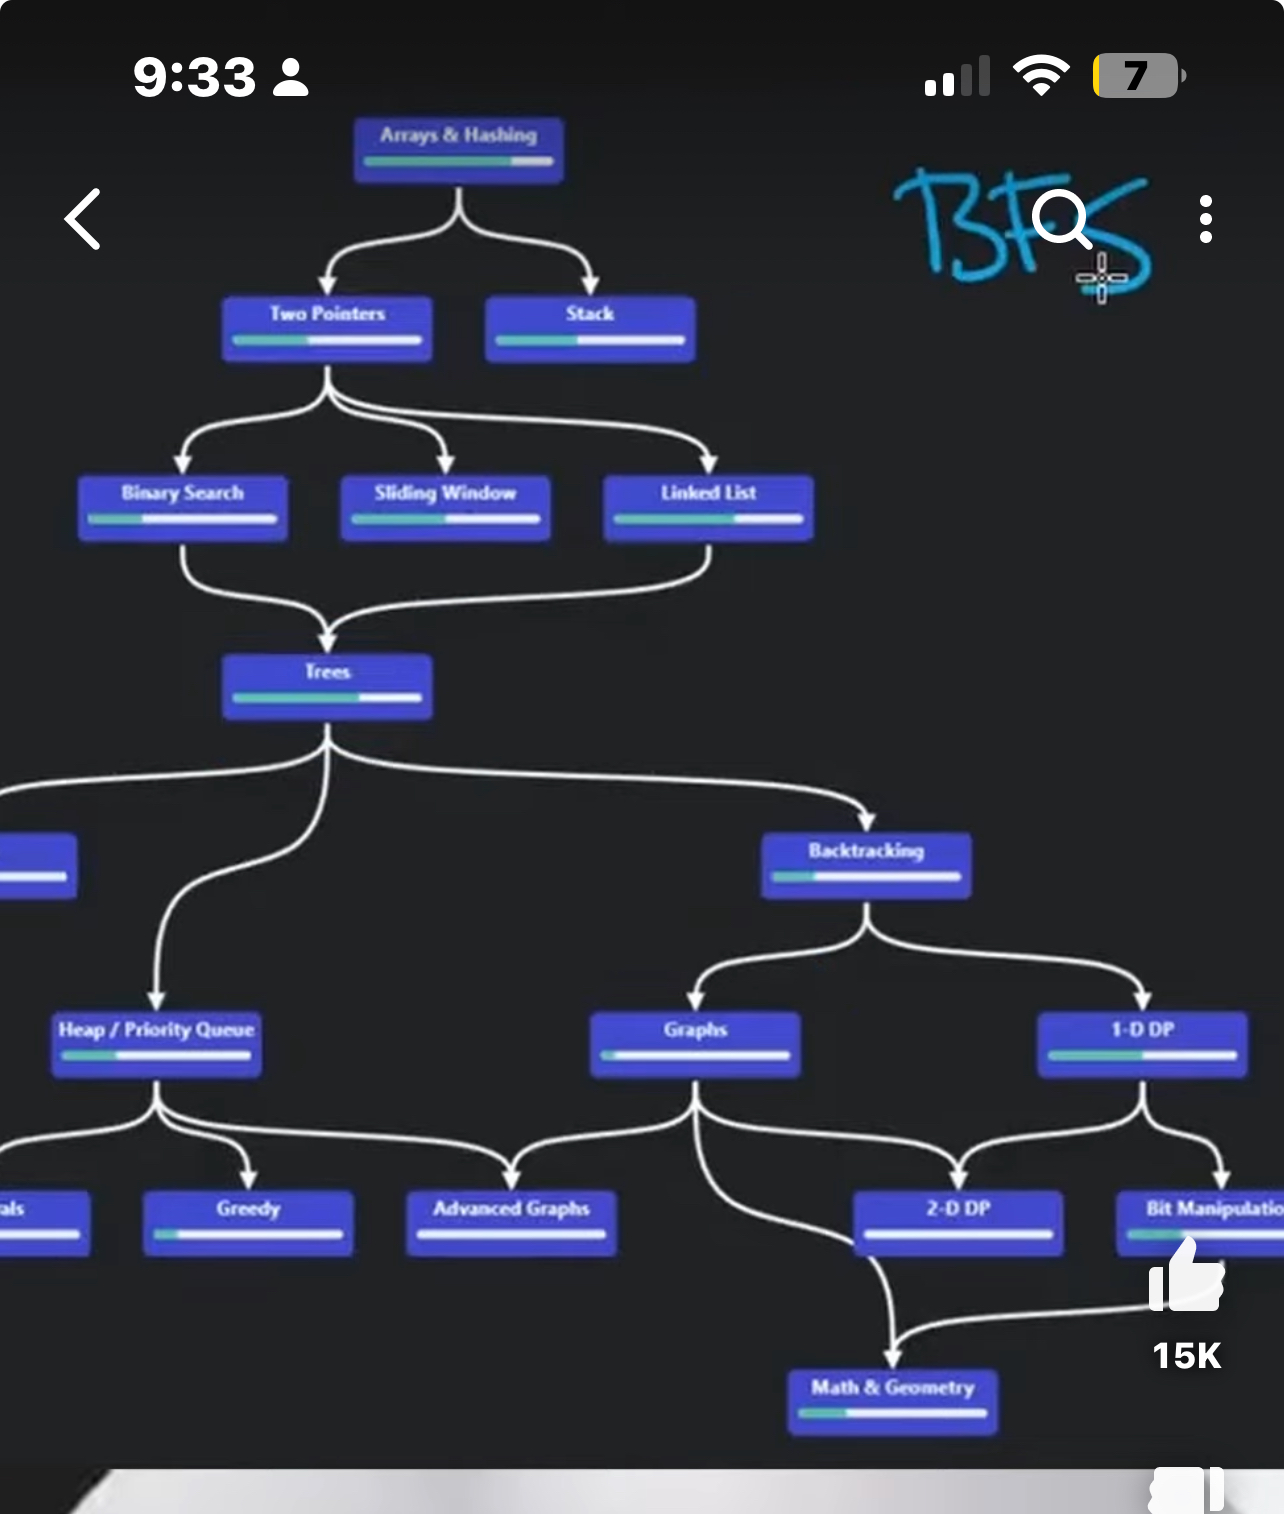 9:33
7
Arrays & Hashing
BFS
Two Pointers
Stack
Binary Search
Sliding Window
Linked List
Trees
Backtracking
Heap / Priority Queue
Graphs
1-D DP
als
Greedy
Advanced Graphs
2-D DP
Bit Manipulatio
15K
Math & Geometry